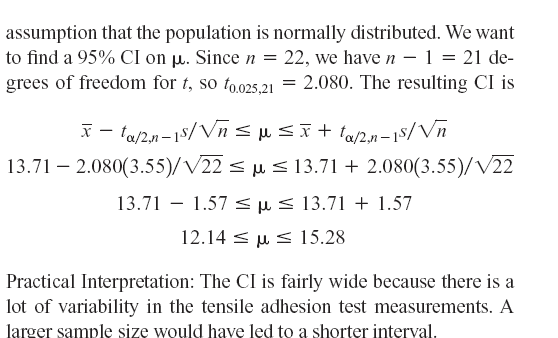 assumption that the population is normally distributed. We want
to find a 95% CI on μ. Since n = 22, we have n − 1 = 21 de-
grees of freedom for t, so t0.025,21 = 2.080. The resulting CI is
x̄ − tα/2,n−1s/√n ≤ μ ≤ x̄ + tα/2,n−1s/√n
13.71 − 2.080(3.55)/√22 ≤ μ ≤ 13.71 + 2.080(3.55)/√22
13.71 − 1.57 ≤ μ ≤ 13.71 + 1.57
12.14 ≤ μ ≤ 15.28
Practical Interpretation: The CI is fairly wide because there is a
lot of variability in the tensile adhesion test measurements. A
larger sample size would have led to a shorter interval.